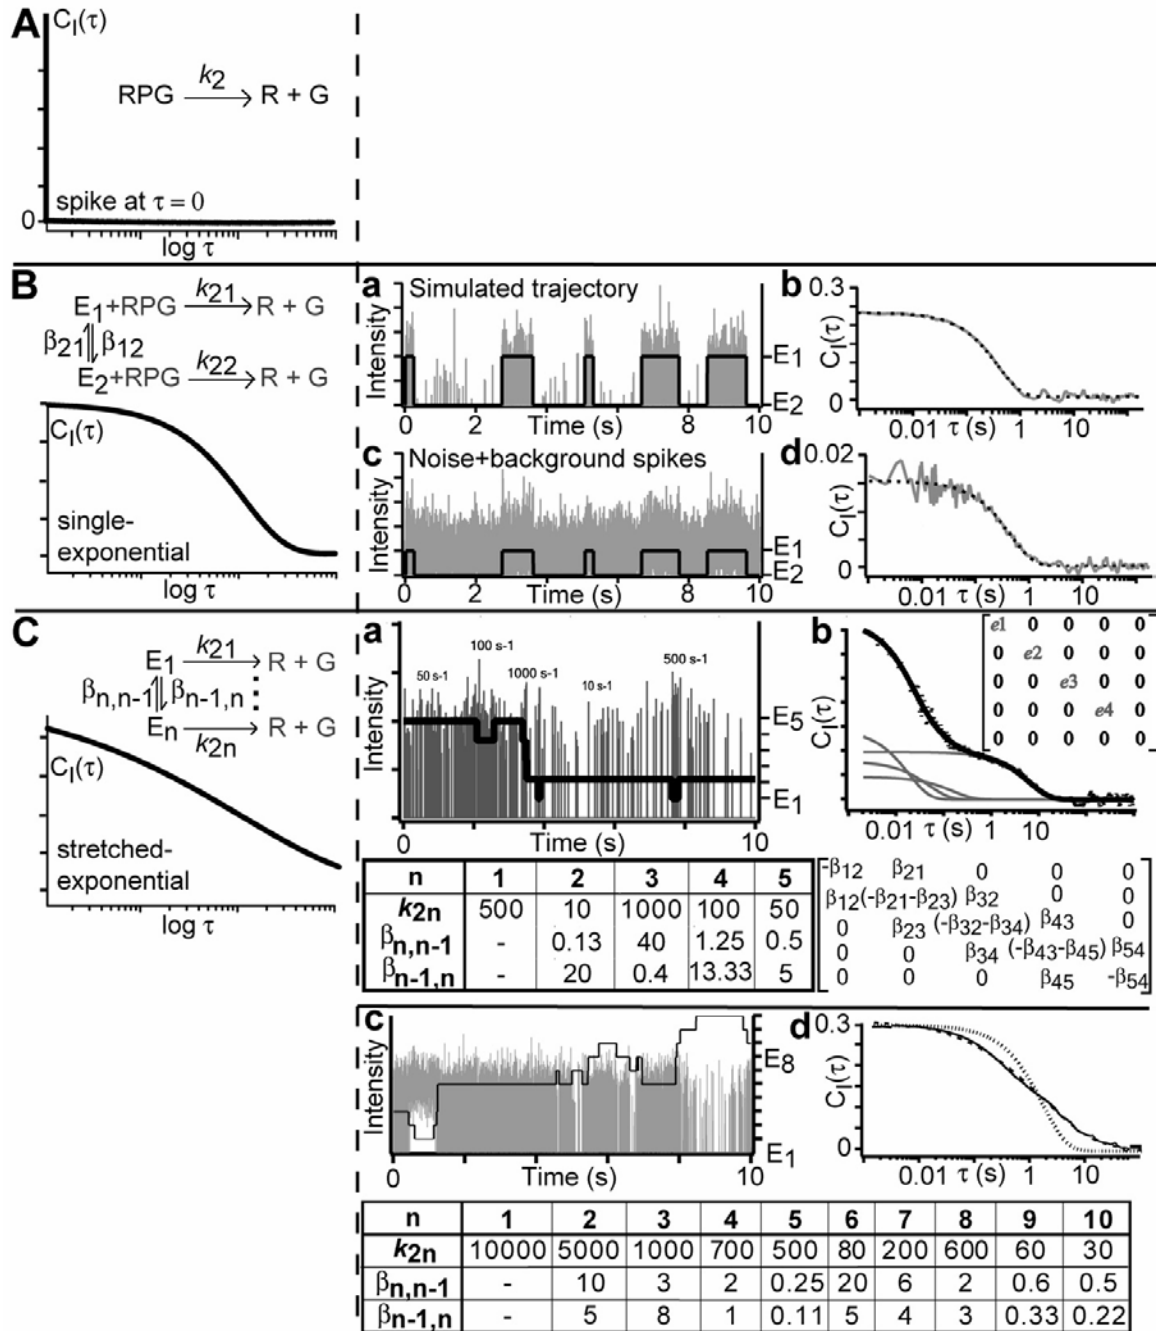 A
C_I(τ)
RPG k2 → R + G
spike at τ = 0
0
log τ
B
E1+RPG k21 → R + G
β21 ⇌ β12
E2+RPG k22 → R + G
C_I(τ)
single-
exponential
log τ
a
Simulated trajectory
Intensity
E1
E2
0 2 4 6 8 10
Time (s)
b
0.3
C_I(τ)
0
0.01 τ (s) 1 10
c
Noise+background spikes
Intensity
E1
E2
0 2 4 6 8 10
Time (s)
d
0.02
C_I(τ)
0
0.01 τ (s) 1 10
C
E1 k21 → R + G
βn,n-1 ⇌ βn-1,n
En → R + G
k2n
C_I(τ)
stretched-
exponential
log τ
a
100 s-1
50 s-1 1000 s-1 10 s-1 500 s-1
Intensity
E5
E1
0 Time (s) 10
b
C_I(τ)
0.01 τ (s) 1 10
e1 0 0 0 0
0 e2 0 0 0
0 0 e3 0 0
0 0 0 e4 0
0 0 0 0 0
n 1 2 3 4 5
k2n 500 10 1000 100 50
βn,n-1 - 0.13 40 1.25 0.5
βn-1,n - 20 0.4 13.33 5
-β12 β21 0 0 0
β12 (-β21-β23) β32 0 0
0 β23 (-β32-β34) β43 0
0 0 β34 (-β43-β45) β54
0 0 0 β45 -β54
c
Intensity
E8
E1
0 Time (s) 10
d
0.3
C_I(τ)
0
0.01 τ (s) 1 10
n 1 2 3 4 5 6 7 8 9 10
k2n 10000 5000 1000 700 500 80 200 600 60 30
βn,n-1 - 10 3 2 0.25 20 6 2 0.6 0.5
βn-1,n - 5 8 1 0.11 5 4 3 0.33 0.22